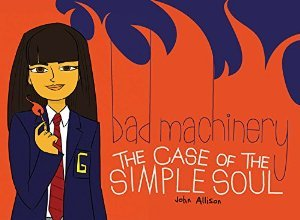 bad machinery
THE CASE OF THE
SIMPLE SOUL
John Allison
G